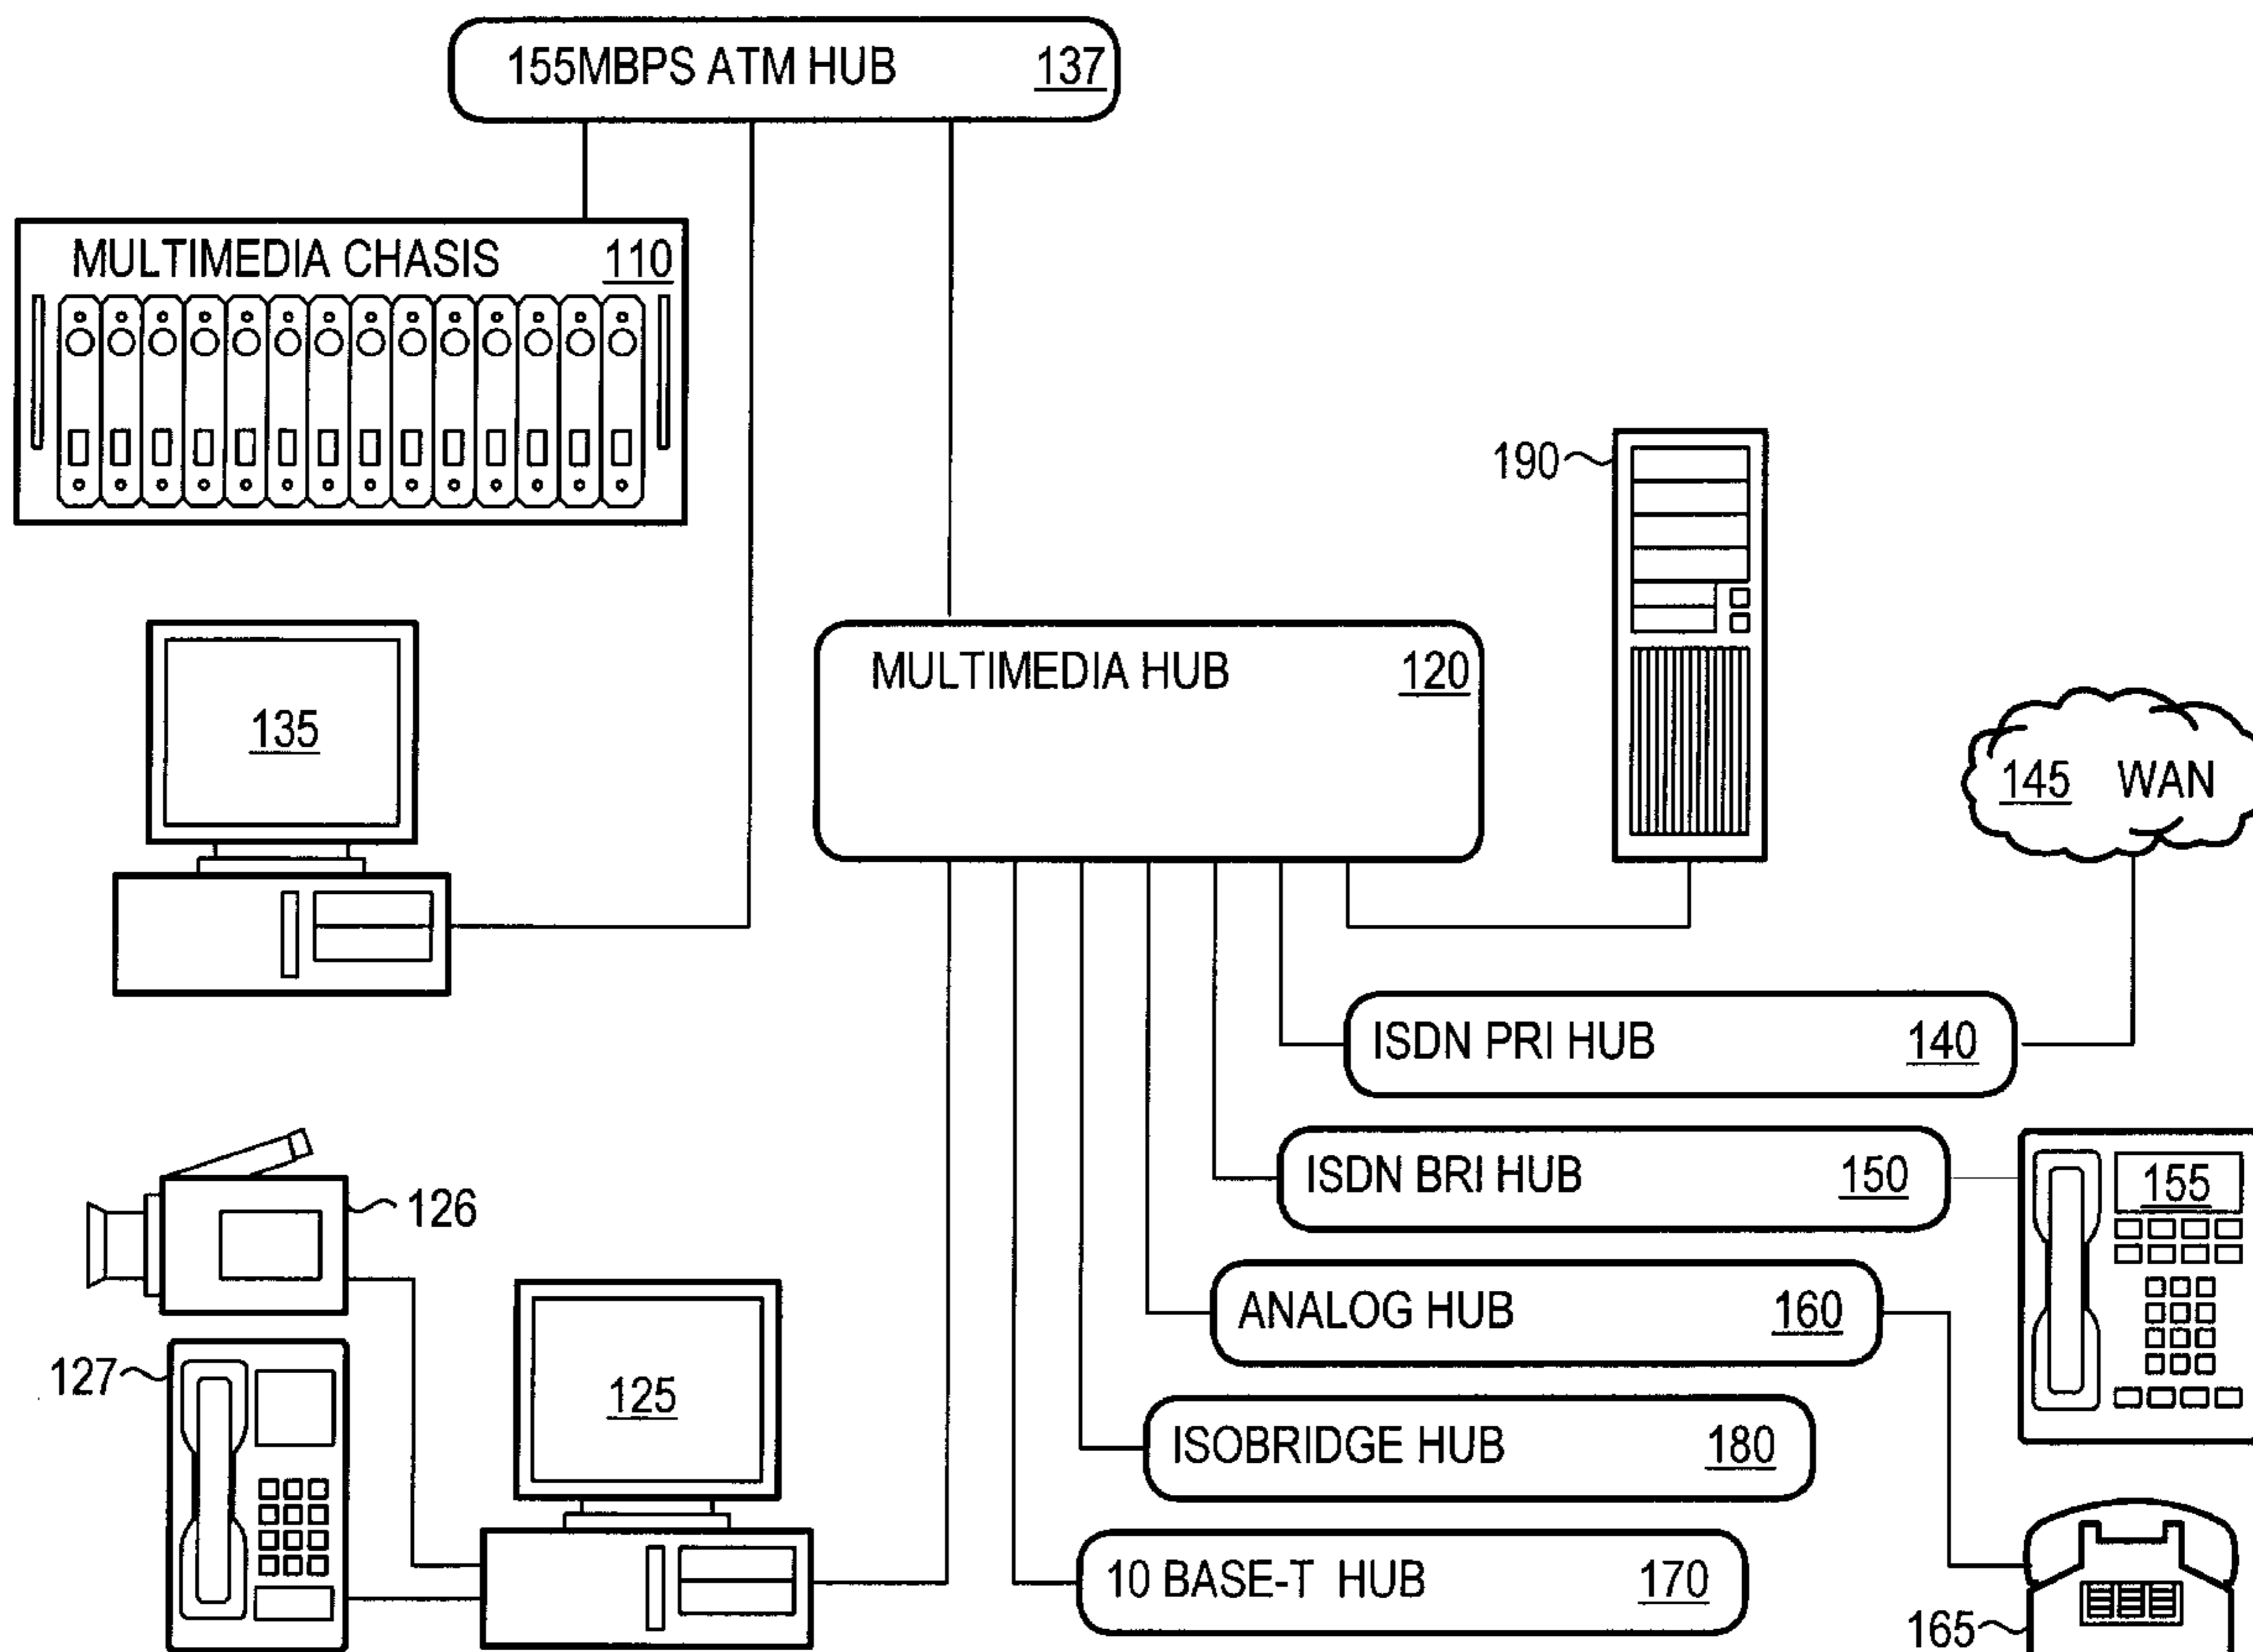 155MBPS ATM HUB 137
MULTIMEDIA CHASIS 110
190
MULTIMEDIA HUB 120
135
145 WAN
ISDN PRI HUB 140
ISDN BRI HUB 150
155
126
ANALOG HUB 160
127
125
ISOBRIDGE HUB 180
10 BASE-T HUB 170
165